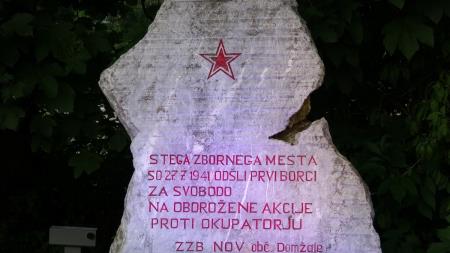 S TEGA ZBORNEGA MESTA
SO 27.7.1941 ODŠLI PRVI BORCI
ZA SVOBODO
NA OBOROŽENE AKCIJE
PROTI OKUPATORJU
ZZB NOV obč. Domžale